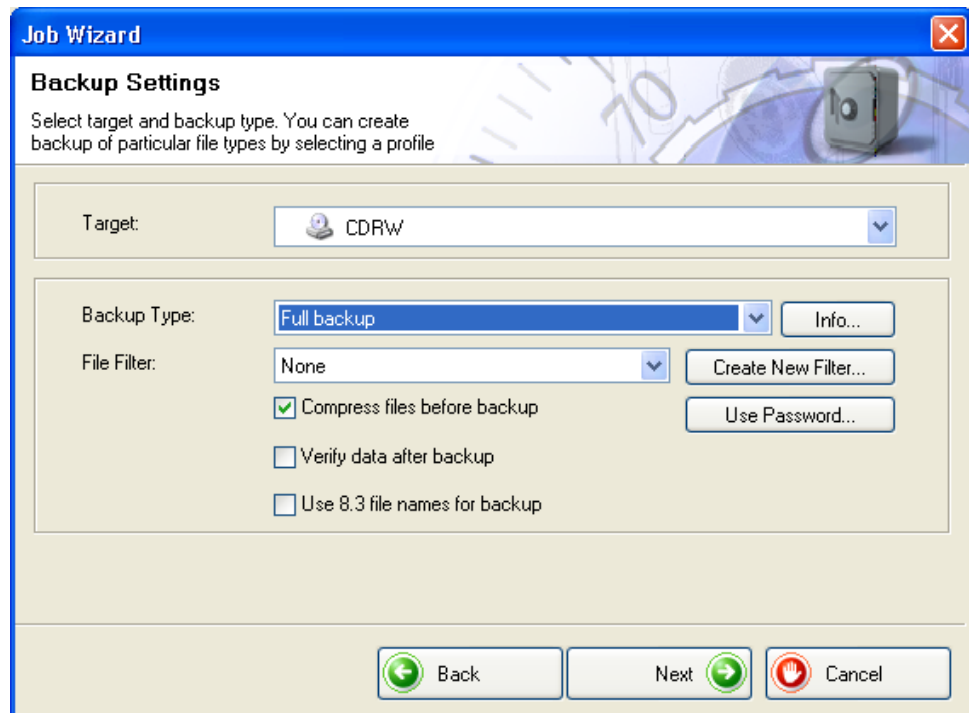 Job Wizard
Backup Settings
Select target and backup type. You can create
backup of particular file types by selecting a profile
70
Target:
CDRW
Backup Type:
Full backup
Info...
File Filter:
None
Create New Filter...
Compress files before backup
Use Password...
Verify data after backup
Use 8.3 file names for backup
Back
Next
Cancel